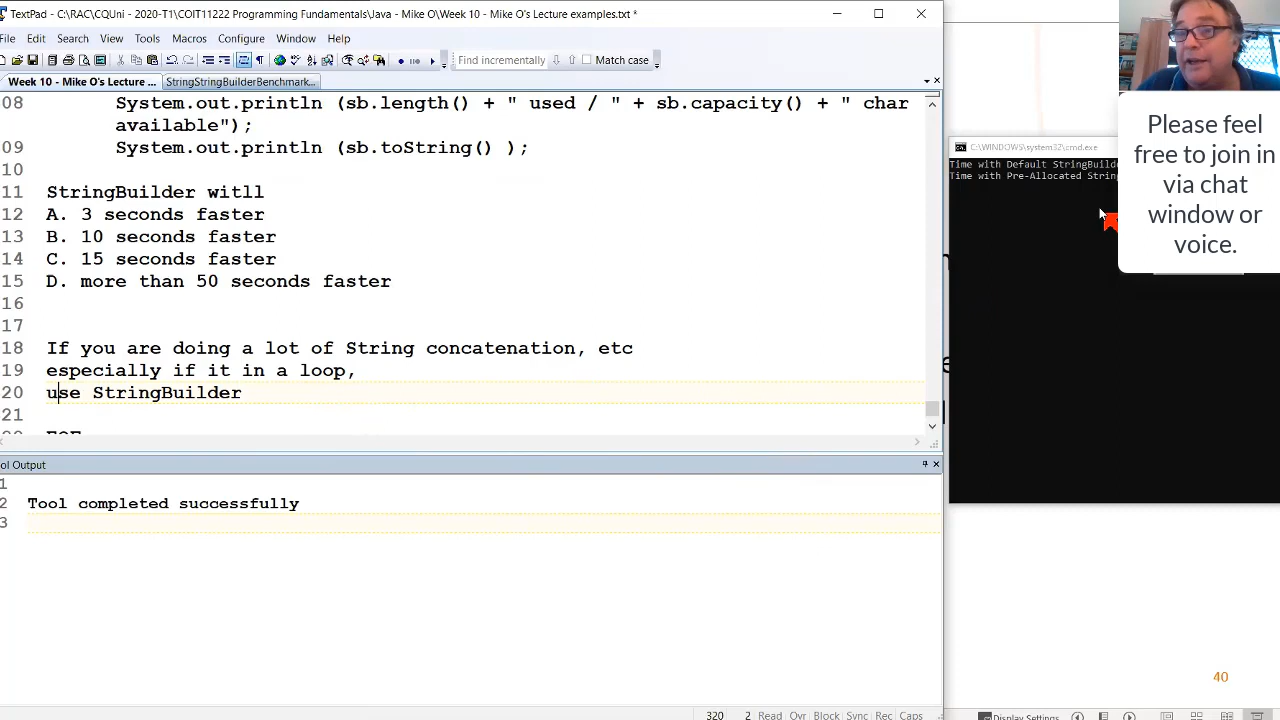 TextPad - C:\RAC\CQUni - 2020-T1\COIT11222 Programming Fundamentals\Java - Mike O\Week 10 - Mike O's Lecture examples.txt *
File Edit Search View Tools Macros Configure Window Help
Find incrementally Match case
Week 10 - Mike O's Lecture ... StringStringBuilderBenchmark...
08 System.out.println (sb.length() + " used / " + sb.capacity() + " char
available");
09 System.out.println (sb.toString() );
10
11 StringBuilder witll
12 A. 3 seconds faster
13 B. 10 seconds faster
14 C. 15 seconds faster
15 D. more than 50 seconds faster
16
17
18 If you are doing a lot of String concatenation, etc
19 especially if it in a loop,
20 use StringBuilder
21
ol Output
1
2 Tool completed successfully
3
320 2 Read Ovr Block Sync Rec Caps
C:\WINDOWS\system32\cmd.exe
Time with Default StringBuilde
Time with Pre-Allocated String
Please feel
free to join in
via chat
window or
voice.
40
Display Settings